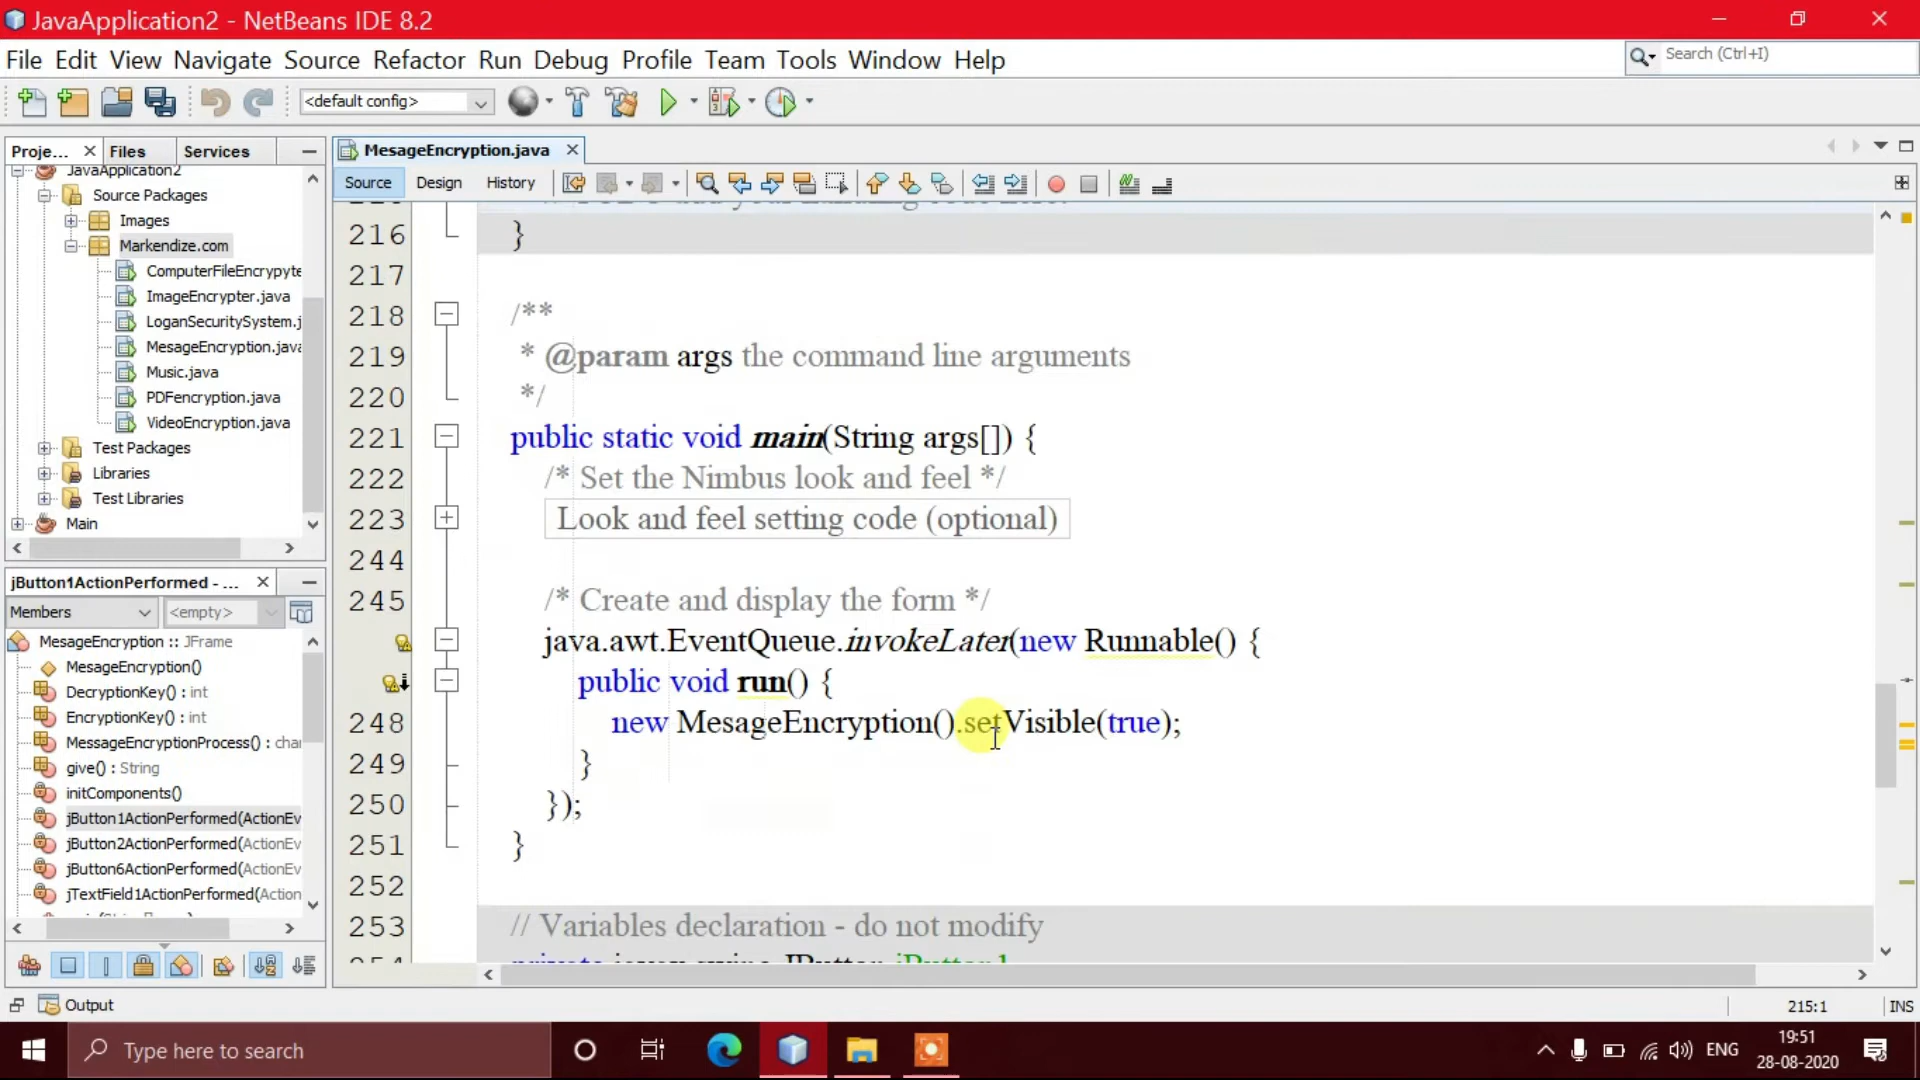 JavaApplication2 - NetBeans IDE 8.2
File Edit View Navigate Source Refactor Run Debug Profile Team Tools Window Help
Search (Ctrl+I)
<default config>
Proje... Files Services
JavaApplication2
Source Packages
Images
Markendize.com
ComputerFileEncrypyte
ImageEncrypter.java
LoganSecuritySystem.j
MesageEncryption.java
Music.java
PDFencryption.java
VideoEncryption.java
Test Packages
Libraries
Test Libraries
Main
jButton1ActionPerformed - ...
Members <empty>
MesageEncryption :: JFrame
MesageEncryption()
DecryptionKey() : int
EncryptionKey() : int
MessageEncryptionProcess() : cha
give() : String
initComponents()
jButton1ActionPerformed(ActionEv
jButton2ActionPerformed(ActionEv
jButton6ActionPerformed(ActionEv
jTextField1ActionPerformed(Action
MesageEncryption.java
Source Design History
216 }
217
218 /**
219 * @param args the command line arguments
220 */
221 public static void main(String args[]) {
222 /* Set the Nimbus look and feel */
223 Look and feel setting code (optional)
244
245 /* Create and display the form */
java.awt.EventQueue.invokeLater(new Runnable() {
public void run() {
248 new MesageEncryption().setVisible(true);
249 }
250 });
251 }
252
253 // Variables declaration - do not modify
Output
215:1 INS
Type here to search
ENG
19:51
28-08-2020